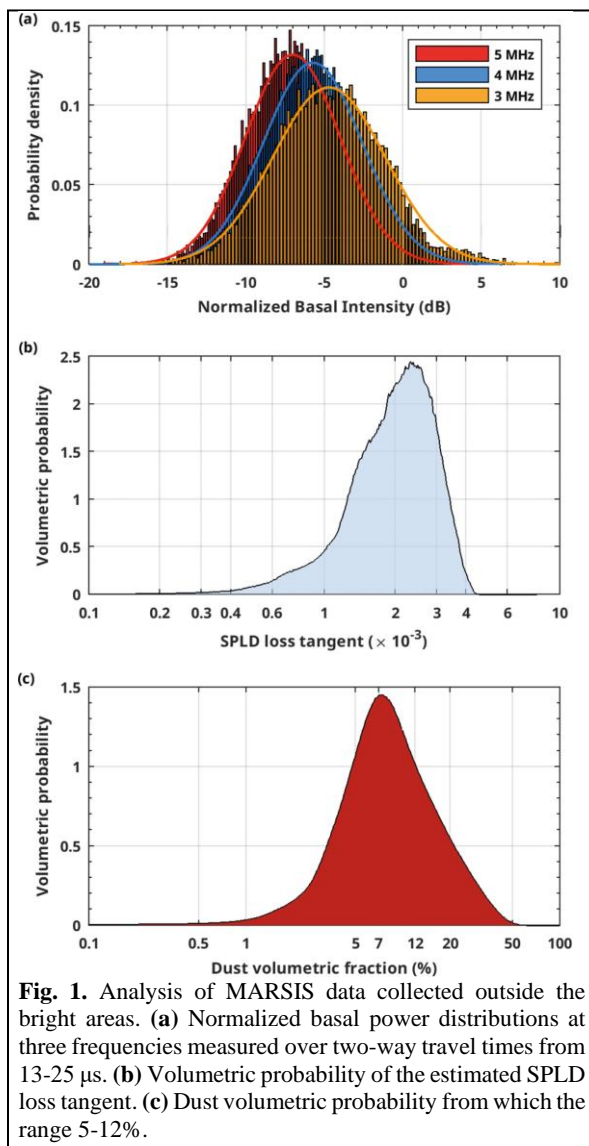 (a)
0.15
0.1
0.05
0
Probability density
5 MHz
4 MHz
3 MHz
-20 -15 -10 -5 0 5 10
Normalized Basal Intensity (dB)
(b)
2.5
2
1.5
1
0.5
0
Volumetric probability
0.1 0.2 0.3 0.4 0.6 1 2 3 4 6 10
SPLD loss tangent (× 10⁻³)
(c)
1.5
1
0.5
0
Volumetric probability
0.1 0.5 1 5 7 12 20 50 100
Dust volumetric fraction (%)
Fig. 1. Analysis of MARSIS data collected outside the
bright areas. (a) Normalized basal power distributions at
three frequencies measured over two-way travel times from
13-25 μs. (b) Volumetric probability of the estimated SPLD
loss tangent. (c) Dust volumetric probability from which the
range 5-12%.